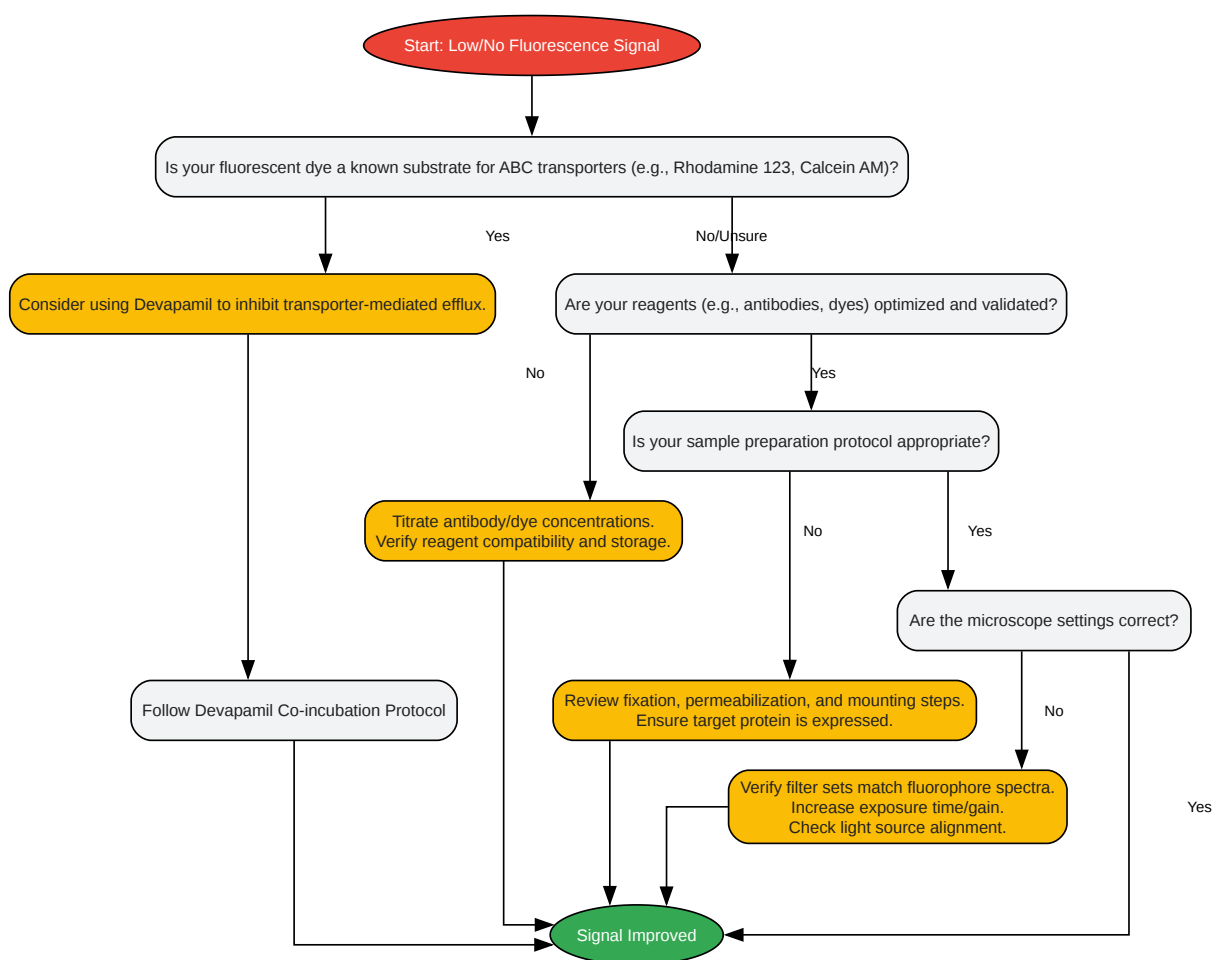 Start: Low/No Fluorescence Signal
Is your fluorescent dye a known substrate for ABC transporters (e.g., Rhodamine 123, Calcein AM)?
Yes
No/Unsure
Consider using Devapamil to inhibit transporter-mediated efflux.
Are your reagents (e.g., antibodies, dyes) optimized and validated?
No
Yes
Is your sample preparation protocol appropriate?
Titrate antibody/dye concentrations.
Verify reagent compatibility and storage.
No
Yes
Are the microscope settings correct?
Follow Devapamil Co-incubation Protocol
Review fixation, permeabilization, and mounting steps.
Ensure target protein is expressed.
No
Verify filter sets match fluorophore spectra.
Increase exposure time/gain.
Check light source alignment.
Yes
Signal Improved